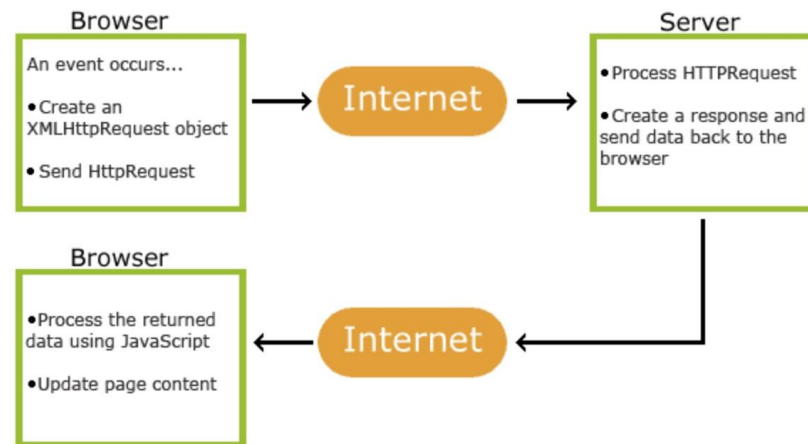 Browser
An event occurs...
•Create an
XMLHttpRequest object
• Send HttpRequest
Internet
Server
•Process HTTPRequest
•Create a response and
send data back to the
browser
Browser
•Process the returned
data using JavaScript
•Update page content
Internet